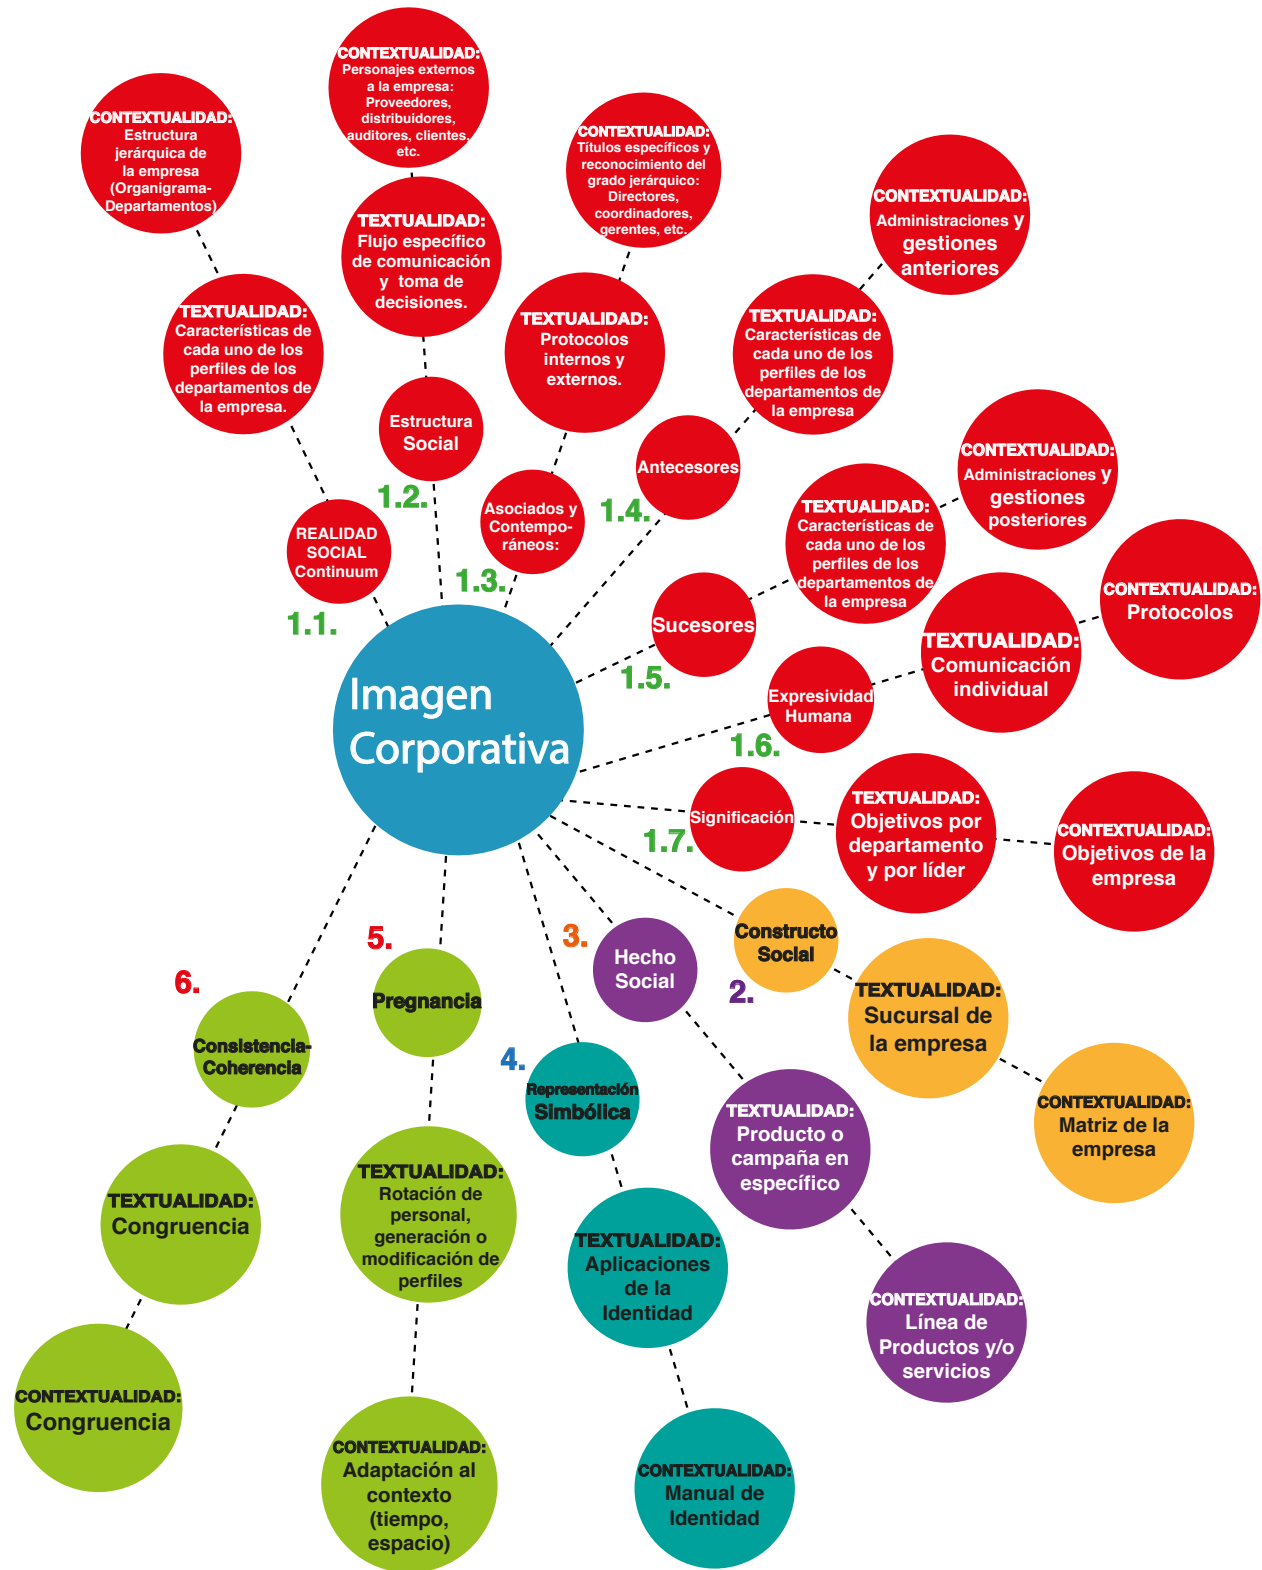 Imagen
Corporativa
1.1.
REALIDAD
SOCIAL
Continuum
TEXTUALIDAD:
Características de
cada uno de los
perfiles de los
departamentos de
la empresa.
CONTEXTUALIDAD:
Estructura
jerárquica de
la empresa
(Organigrama-
Departamentos)
1.2.
Estructura
Social
TEXTUALIDAD:
Flujo específico
de comunicación
y toma de
decisiones.
CONTEXTUALIDAD:
Personajes externos
a la empresa:
Proveedores,
distribuidores,
auditores, clientes,
etc.
1.3.
Asociados y
Contempo-
ráneos:
TEXTUALIDAD:
Protocolos
internos y
externos.
CONTEXTUALIDAD:
Títulos específicos y
reconocimiento del
grado jerárquico:
Directores,
coordinadores,
gerentes, etc.
1.4.
Antecesores
TEXTUALIDAD:
Características de
cada uno de los
perfiles de los
departamentos de
la empresa
CONTEXTUALIDAD:
Administraciones y
gestiones
anteriores
1.5.
Sucesores
TEXTUALIDAD:
Características de
cada uno de los
perfiles de los
departamentos de
la empresa
CONTEXTUALIDAD:
Administraciones y
gestiones
posteriores
1.6.
Expresividad
Humana
TEXTUALIDAD:
Comunicación
individual
CONTEXTUALIDAD:
Protocolos
1.7.
Significación
TEXTUALIDAD:
Objetivos por
departamento
y por líder
CONTEXTUALIDAD:
Objetivos de la
empresa
2.
Constructo
Social
TEXTUALIDAD:
Sucursal de
la empresa
CONTEXTUALIDAD:
Matriz de la
empresa
3.
Hecho
Social
TEXTUALIDAD:
Producto o
campaña en
específico
CONTEXTUALIDAD:
Línea de
Productos y/o
servicios
4.
Representación
Simbólica
TEXTUALIDAD:
Aplicaciones
de la
Identidad
CONTEXTUALIDAD:
Manual de
Identidad
5.
Pregnancia
TEXTUALIDAD:
Rotación de
personal,
generación o
modificación de
perfiles
CONTEXTUALIDAD:
Adaptación al
contexto
(tiempo,
espacio)
6.
Consistencia-
Coherencia
TEXTUALIDAD:
Congruencia
CONTEXTUALIDAD:
Congruencia